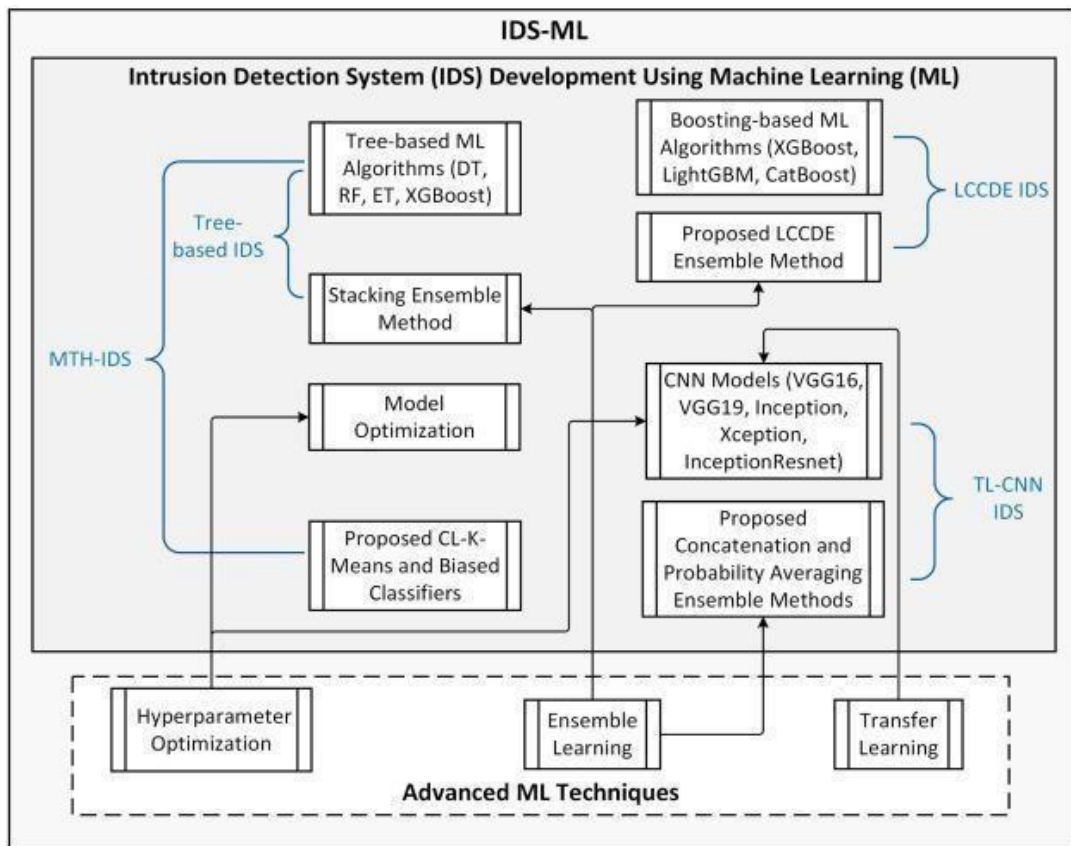 IDS-ML
Intrusion Detection System (IDS) Development Using Machine Learning (ML)
Tree-based ML
Algorithms (DT,
RF, ET, XGBoost)
Boosting-based ML
Algorithms (XGBoost,
LightGBM, CatBoost)
LCCDE IDS
Tree-
based IDS
Proposed LCCDE
Ensemble Method
Stacking Ensemble
Method
MTH-IDS
CNN Models (VGG16,
VGG19, Inception,
Xception,
InceptionResnet)
Model
Optimization
TL-CNN
IDS
Proposed CL-K-
Means and Biased
Classifiers
Proposed
Concatenation and
Probability Averaging
Ensemble Methods
Hyperparameter
Optimization
Ensemble
Learning
Transfer
Learning
Advanced ML Techniques